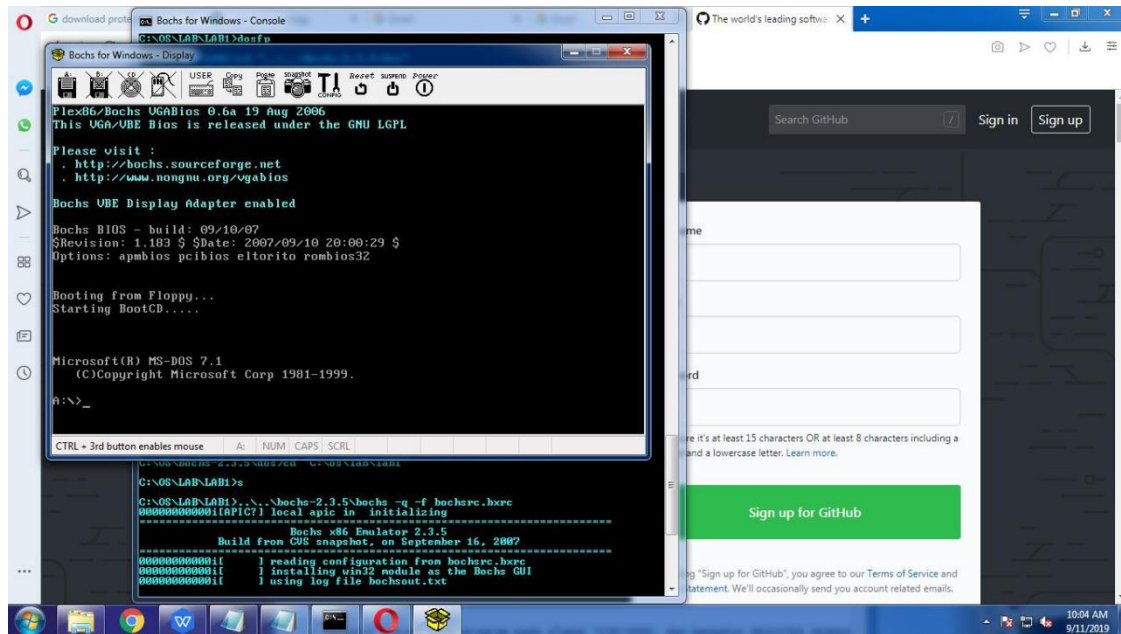 G download prote
Bochs for Windows - Console
The world's leading softwa
C:\OS\LAB\LAB1>dosfp
Bochs for Windows - Display
A:
B:
CD
USER
Copy
Paste
snapshot
CONFIG
Reset
suspend
Power
Plex86/Bochs VGABios 0.6a 19 Aug 2006
This VGA/VBE Bios is released under the GNU LGPL
Please visit :
. http://bochs.sourceforge.net
. http://www.nongnu.org/vgabios
Bochs VBE Display Adapter enabled
Bochs BIOS - build: 09/10/07
$Revision: 1.183 $ $Date: 2007/09/10 20:00:29 $
Options: apmbios pcibios eltorito rombios32
Booting from Floppy...
Starting BootCD.....
Microsoft(R) MS-DOS 7.1
(C)Copyright Microsoft Corp 1981-1999.
A:\>_
CTRL + 3rd button enables mouse A: NUM CAPS SCRL
C:\OS\LAB\LAB1>s
C:\OS\LAB\LAB1>..\..\bochs-2.3.5\bochs -q -f bochsrc.bxrc
00000000000i[APIC?] local apic in initializing
========================================================================
Bochs x86 Emulator 2.3.5
Build from CVS snapshot, on September 16, 2007
========================================================================
00000000000i[ ] reading configuration from bochsrc.bxrc
00000000000i[ ] installing win32 module as the Bochs GUI
00000000000i[ ] using log file bochsout.txt
Search GitHub /
Sign in
Sign up
me
rd
re it's at least 15 characters OR at least 8 characters including a
and a lowercase letter. Learn more.
Sign up for GitHub
ng "Sign up for GitHub", you agree to our Terms of Service and
Statement. We'll occasionally send you account related emails.
10:04 AM
9/11/2019